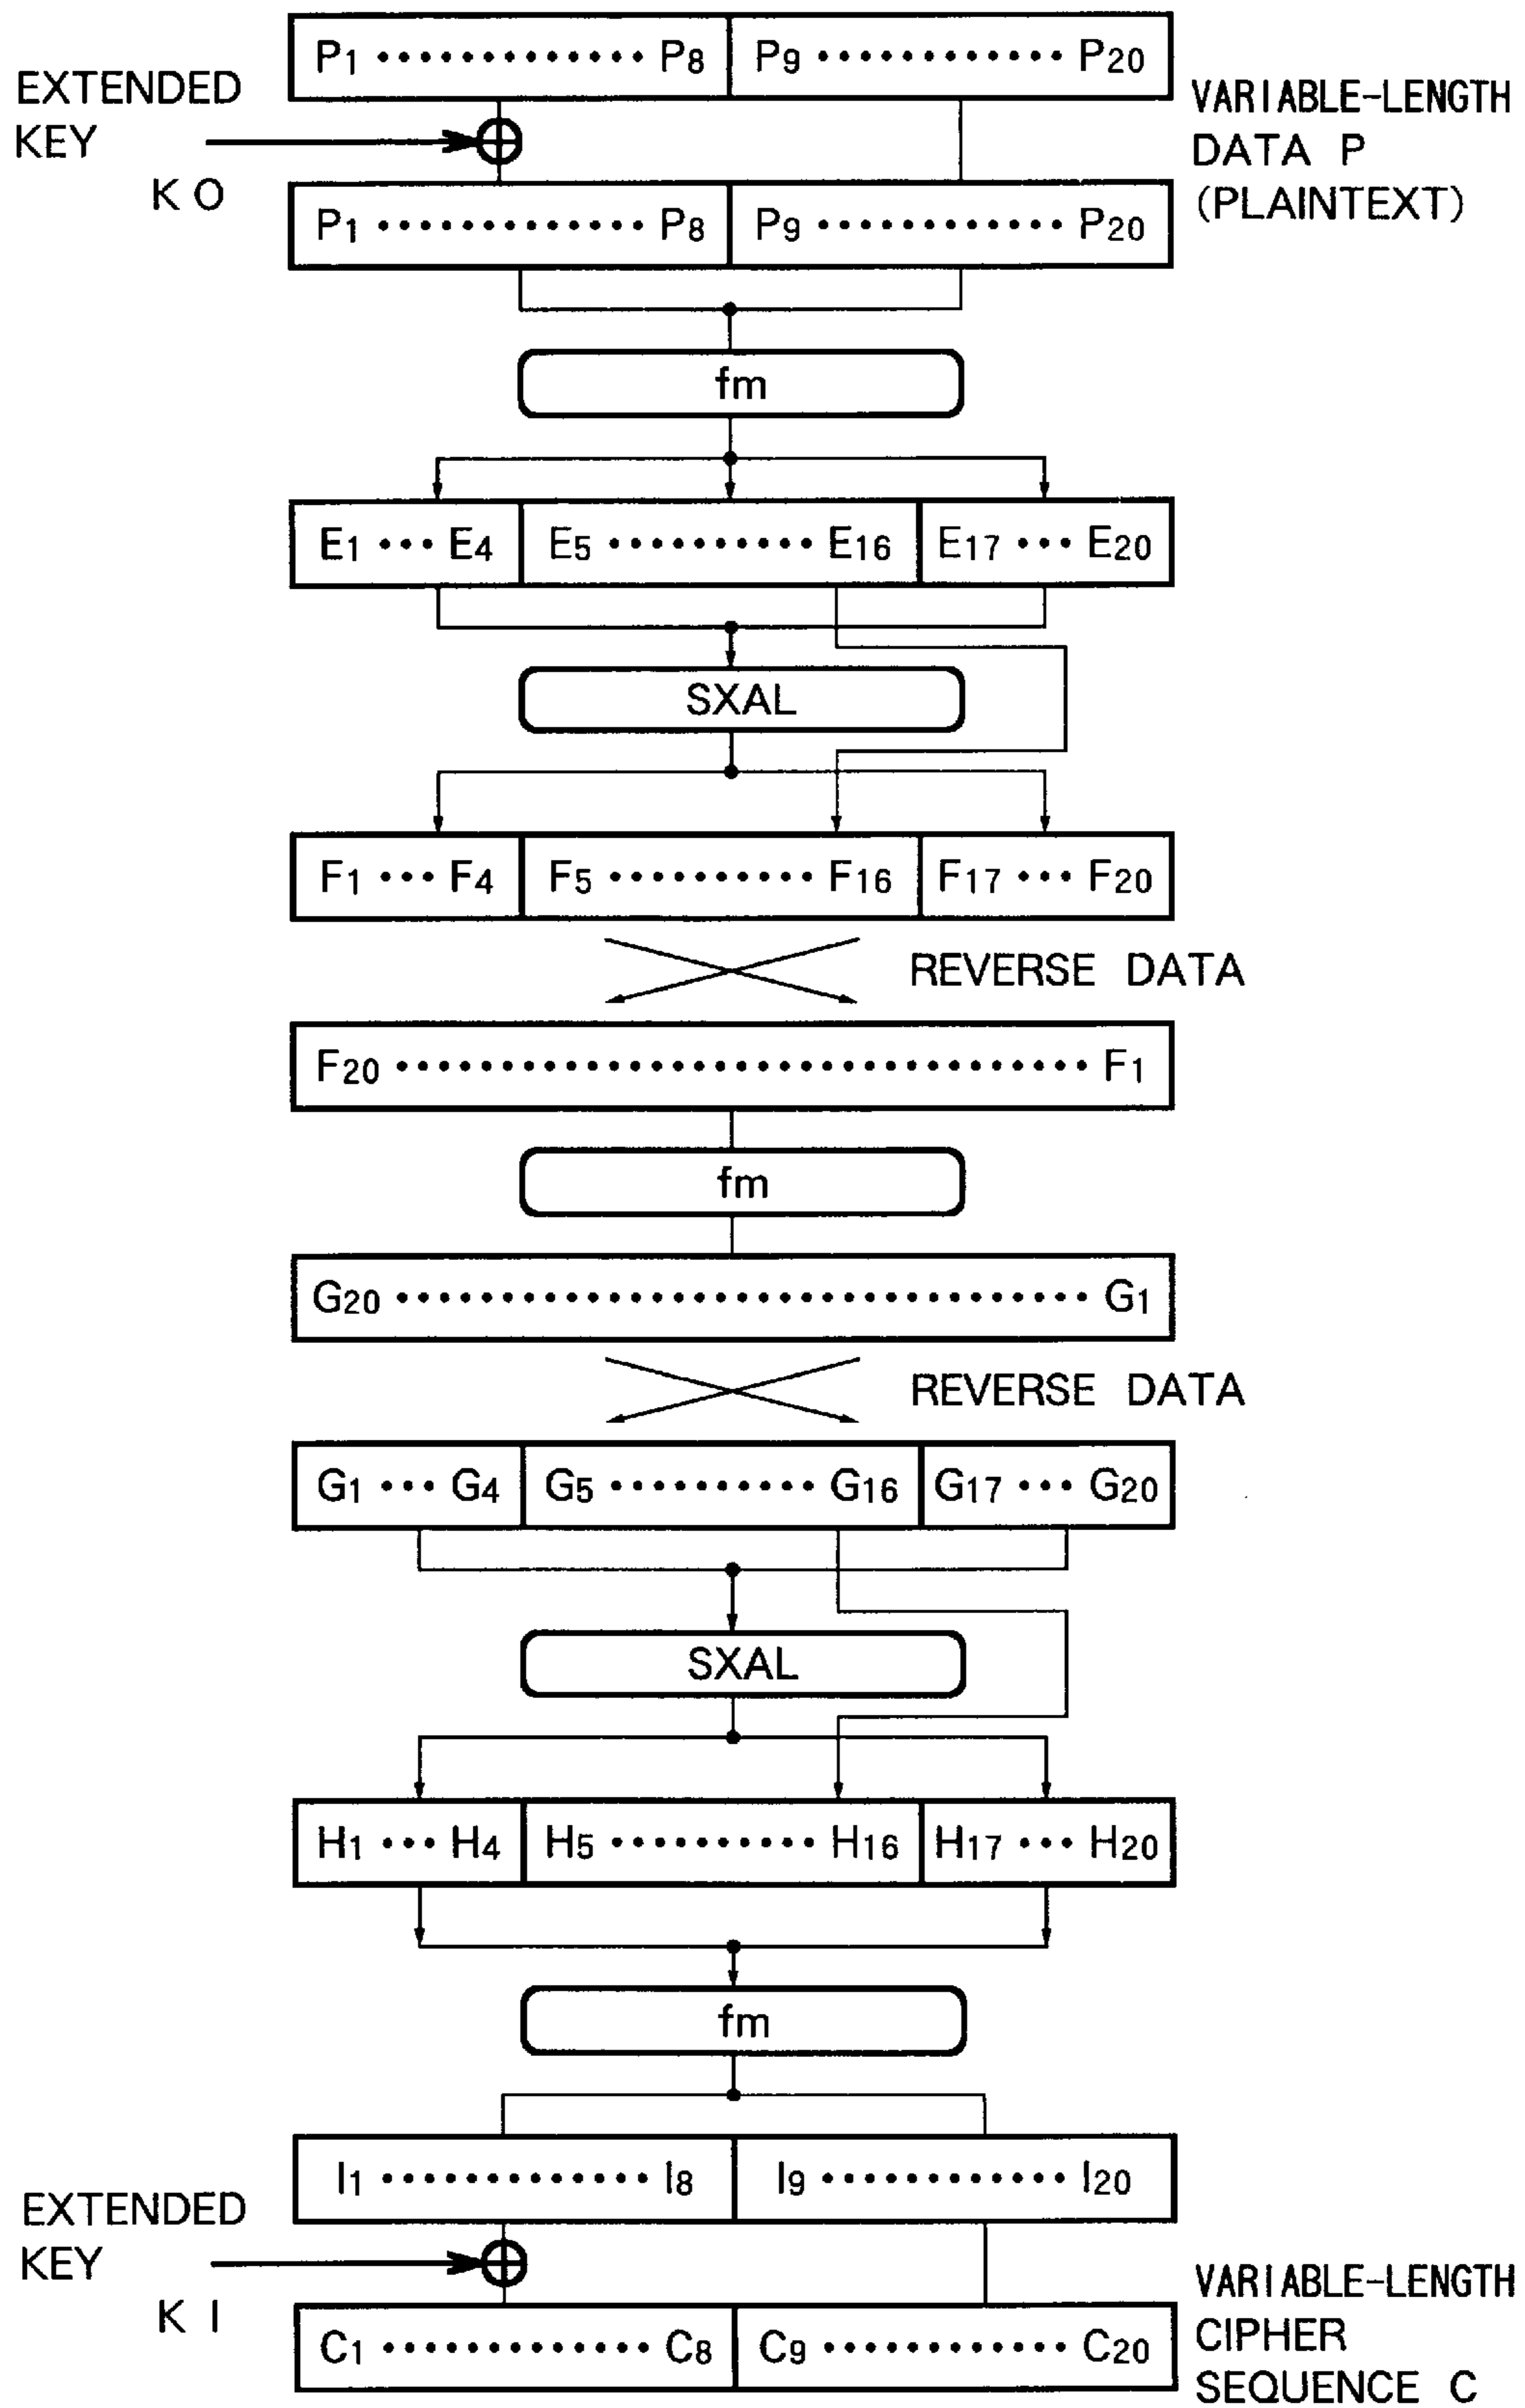 P1 ············· P8 P9 ············ P20
EXTENDED
KEY
K O
VARIABLE-LENGTH
DATA P
(PLAINTEXT)
P1 ············· P8 P9 ············ P20
fm
E1 ··· E4 E5 ·········· E16 E17 ··· E20
SXAL
F1 ··· F4 F5 ·········· F16 F17 ··· F20
REVERSE DATA
F20 ································· F1
fm
G20 ································· G1
REVERSE DATA
G1 ··· G4 G5 ·········· G16 G17 ··· G20
SXAL
H1 ··· H4 H5 ·········· H16 H17 ··· H20
fm
I1 ············· I8 I9 ············ I20
EXTENDED
KEY
K I
VARIABLE-LENGTH
CIPHER
SEQUENCE C
C1 ············· C8 C9 ············ C20